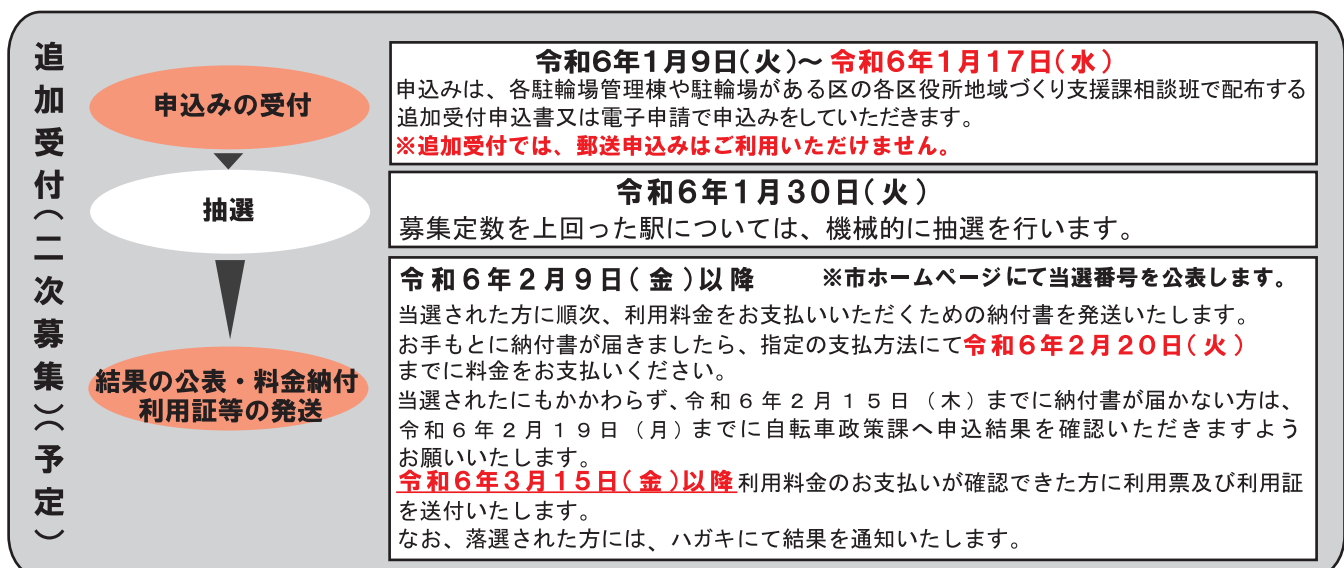 追加受付(二次募集)(予定)
申込みの受付
令和6年1月9日(火)〜 令和6年1月17日(水)
申込みは、各駐輪場管理棟や駐輪場がある区の各区役所地域づくり支援課相談班で配布する
追加受付申込書又は電子申請で申込みをしていただきます。
※追加受付では、郵送申込みはご利用いただけません。
抽選
令和6年1月30日(火)
募集定数を上回った駅については、機械的に抽選を行います。
結果の公表・料金納付
利用証等の発送
令和6年2月9日(金)以降 ※市ホームページにて当選番号を公表します。
当選された方に順次、利用料金をお支払いいただくための納付書を発送いたします。
お手もとに納付書が届きましたら、指定の支払方法にて令和6年2月20日(火)
までに料金をお支払いください。
当選されたにもかかわらず、令和6年2月15日(木)までに納付書が届かない方は、
令和6年2月19日(月)までに自転車政策課へ申込結果を確認いただきますよう
お願いいたします。
令和6年3月15日(金)以降利用料金のお支払いが確認できた方に利用票及び利用証
を送付いたします。
なお、落選された方には、ハガキにて結果を通知いたします。